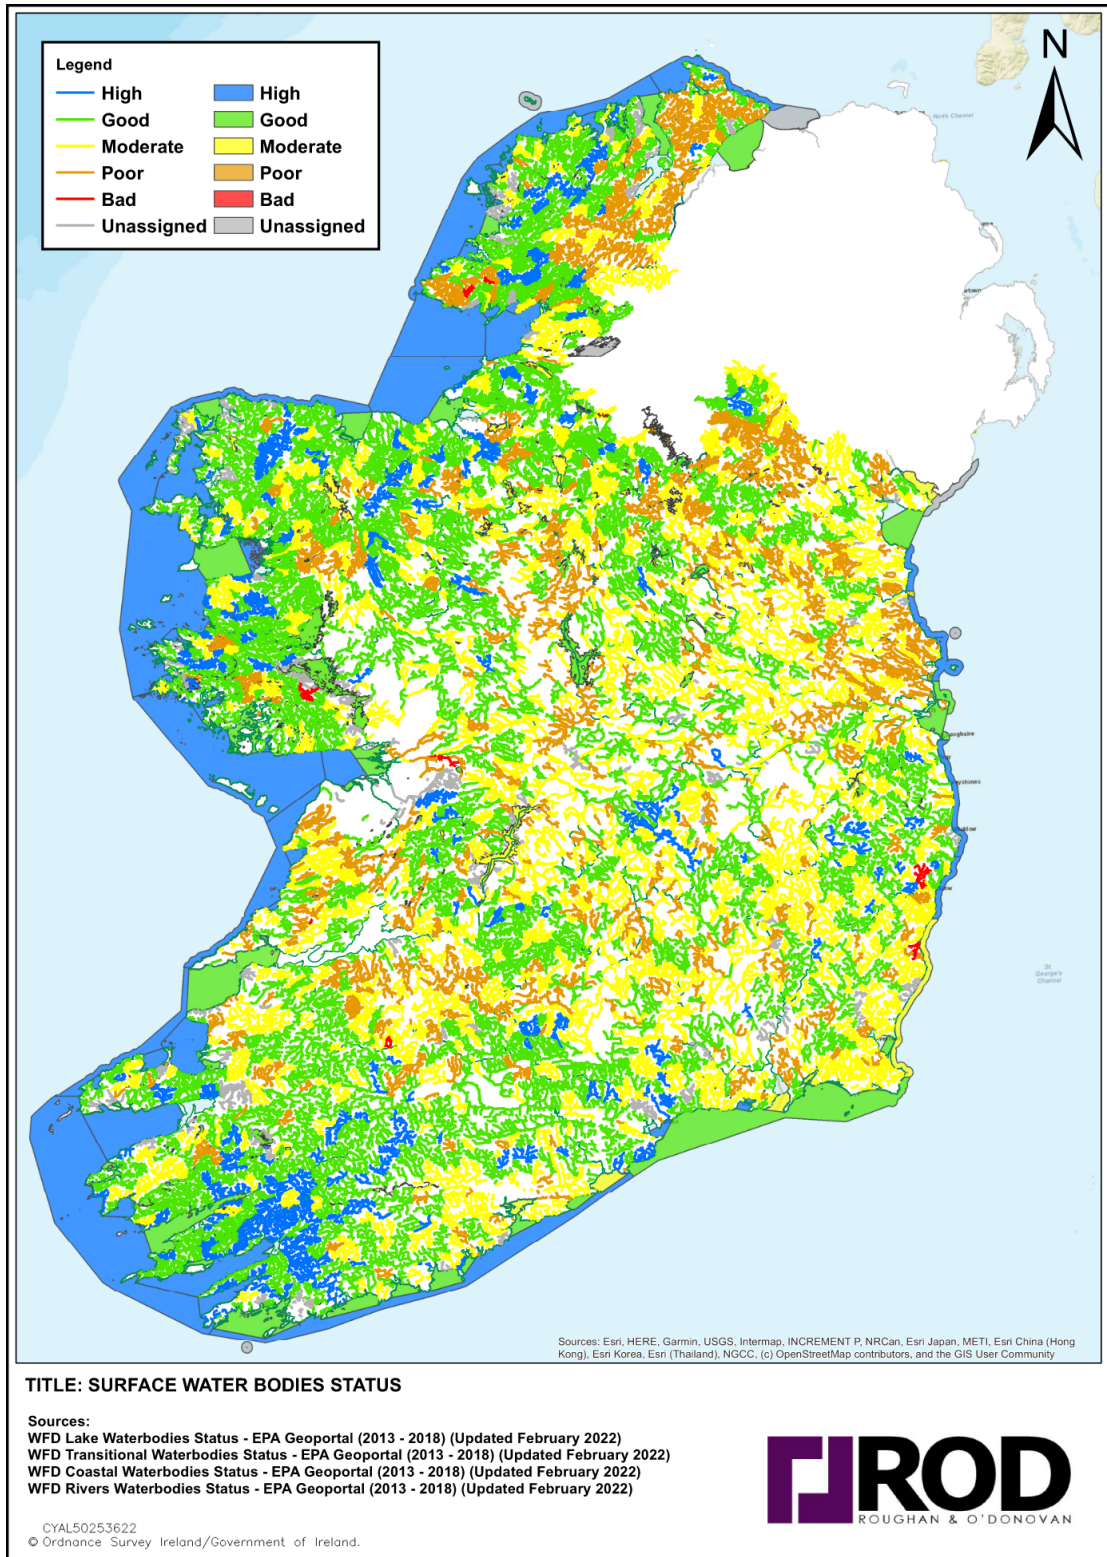 N
North Channel
Legend
High High
Good Good
Moderate Moderate
Poor Poor
Bad Bad
Unassigned Unassigned
St
George's
Channel
Sources: Esri, HERE, Garmin, USGS, Intermap, INCREMENT P, NRCan, Esri Japan, METI, Esri China (Hong
Kong), Esri Korea, Esri (Thailand), NGCC, (c) OpenStreetMap contributors, and the GIS User Community
TITLE: SURFACE WATER BODIES STATUS
Sources:
WFD Lake Waterbodies Status - EPA Geoportal (2013 - 2018) (Updated February 2022)
WFD Transitional Waterbodies Status - EPA Geoportal (2013 - 2018) (Updated February 2022)
WFD Coastal Waterbodies Status - EPA Geoportal (2013 - 2018) (Updated February 2022)
WFD Rivers Waterbodies Status - EPA Geoportal (2013 - 2018) (Updated February 2022)
ROD
ROUGHAN & O'DONOVAN
CYAL50253622
© Ordnance Survey Ireland/Government of Ireland.